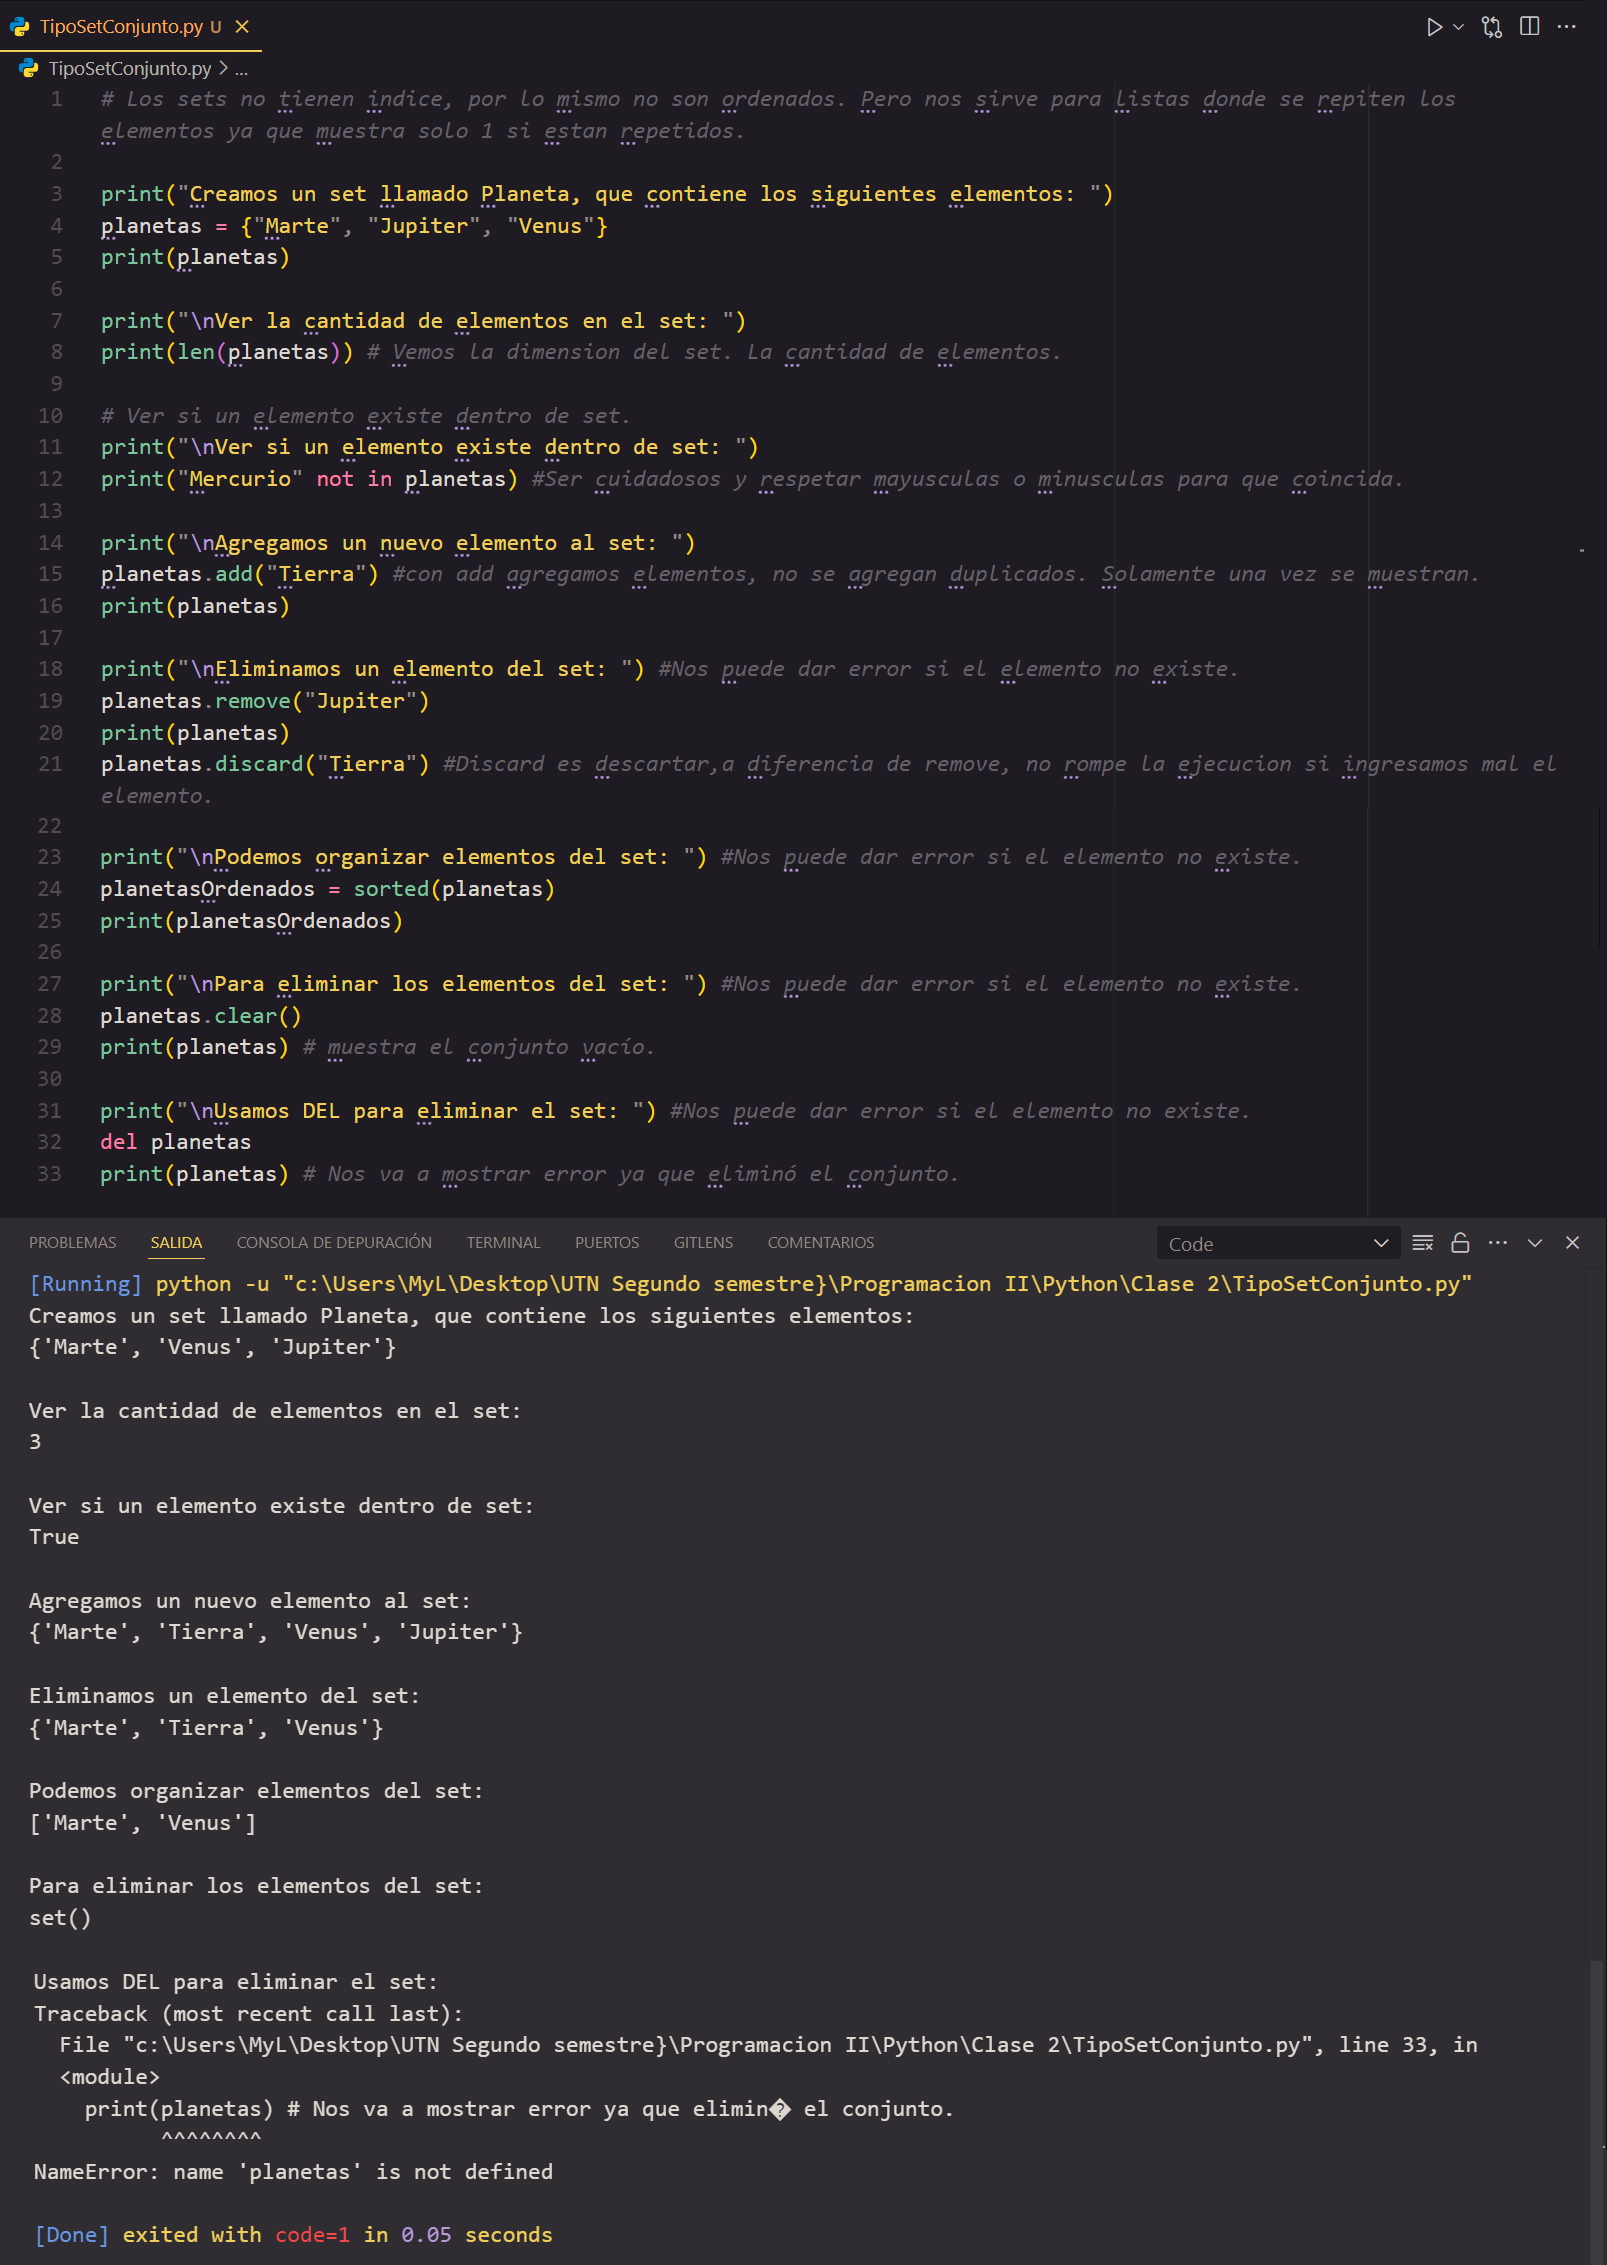 TipoSetConjunto.py U
TipoSetConjunto.py > ...
1 # Los sets no tienen indice, por lo mismo no son ordenados. Pero nos sirve para listas donde se repiten los
elementos ya que muestra solo 1 si estan repetidos.
2
3 print("Creamos un set llamado Planeta, que contiene los siguientes elementos: ")
4 planetas = {"Marte", "Jupiter", "Venus"}
5 print(planetas)
6
7 print("\nVer la cantidad de elementos en el set: ")
8 print(len(planetas)) # Vemos la dimension del set. La cantidad de elementos.
9
10 # Ver si un elemento existe dentro de set.
11 print("\nVer si un elemento existe dentro de set: ")
12 print("Mercurio" not in planetas) #Ser cuidadosos y respetar mayusculas o minusculas para que coincida.
13
14 print("\nAgregamos un nuevo elemento al set: ")
15 planetas.add("Tierra") #con add agregamos elementos, no se agregan duplicados. Solamente una vez se muestran.
16 print(planetas)
17
18 print("\nEliminamos un elemento del set: ") #Nos puede dar error si el elemento no existe.
19 planetas.remove("Jupiter")
20 print(planetas)
21 planetas.discard("Tierra") #Discard es descartar,a diferencia de remove, no rompe la ejecucion si ingresamos mal el
elemento.
22
23 print("\nPodemos organizar elementos del set: ") #Nos puede dar error si el elemento no existe.
24 planetasOrdenados = sorted(planetas)
25 print(planetasOrdenados)
26
27 print("\nPara eliminar los elementos del set: ") #Nos puede dar error si el elemento no existe.
28 planetas.clear()
29 print(planetas) # muestra el conjunto vacío.
30
31 print("\nUsamos DEL para eliminar el set: ") #Nos puede dar error si el elemento no existe.
32 del planetas
33 print(planetas) # Nos va a mostrar error ya que eliminó el conjunto.
PROBLEMAS SALIDA CONSOLA DE DEPURACIÓN TERMINAL PUERTOS GITLENS COMENTARIOS Code
[Running] python -u "c:\Users\MyL\Desktop\UTN Segundo semestre}\Programacion II\Python\Clase 2\TipoSetConjunto.py"
Creamos un set llamado Planeta, que contiene los siguientes elementos:
{'Marte', 'Venus', 'Jupiter'}
Ver la cantidad de elementos en el set:
3
Ver si un elemento existe dentro de set:
True
Agregamos un nuevo elemento al set:
{'Marte', 'Tierra', 'Venus', 'Jupiter'}
Eliminamos un elemento del set:
{'Marte', 'Tierra', 'Venus'}
Podemos organizar elementos del set:
['Marte', 'Venus']
Para eliminar los elementos del set:
set()
Usamos DEL para eliminar el set:
Traceback (most recent call last):
File "c:\Users\MyL\Desktop\UTN Segundo semestre}\Programacion II\Python\Clase 2\TipoSetConjunto.py", line 33, in
<module>
print(planetas) # Nos va a mostrar error ya que elimin� el conjunto.
^^^^^^^^
NameError: name 'planetas' is not defined
[Done] exited with code=1 in 0.05 seconds